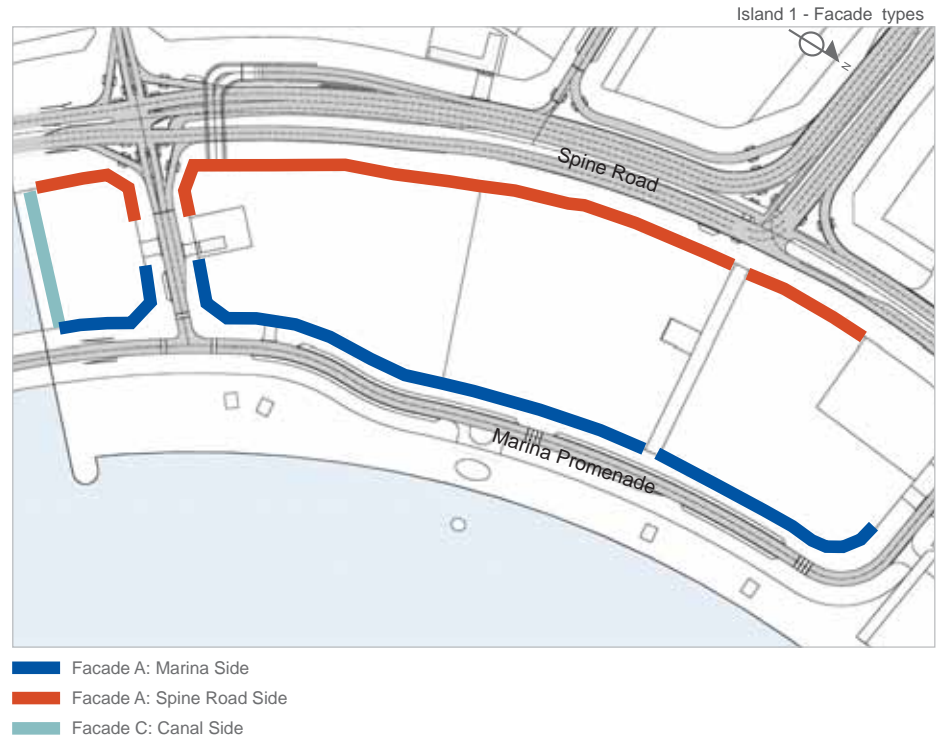 Island 1 - Facade types
N
Spine Road
Marina Promenade
Facade A: Marina Side
Facade A: Spine Road Side
Facade C: Canal Side